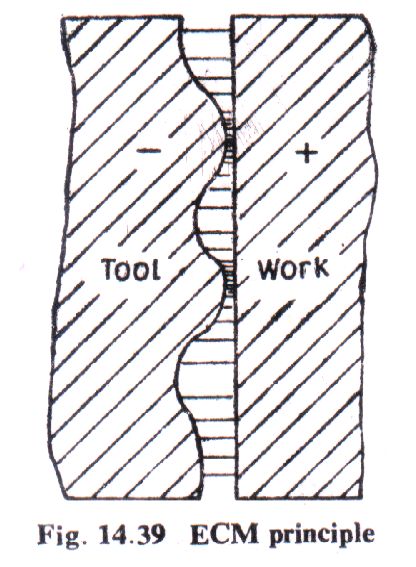 − +
TOOL WORK
Fig. 14.39 ECM principle